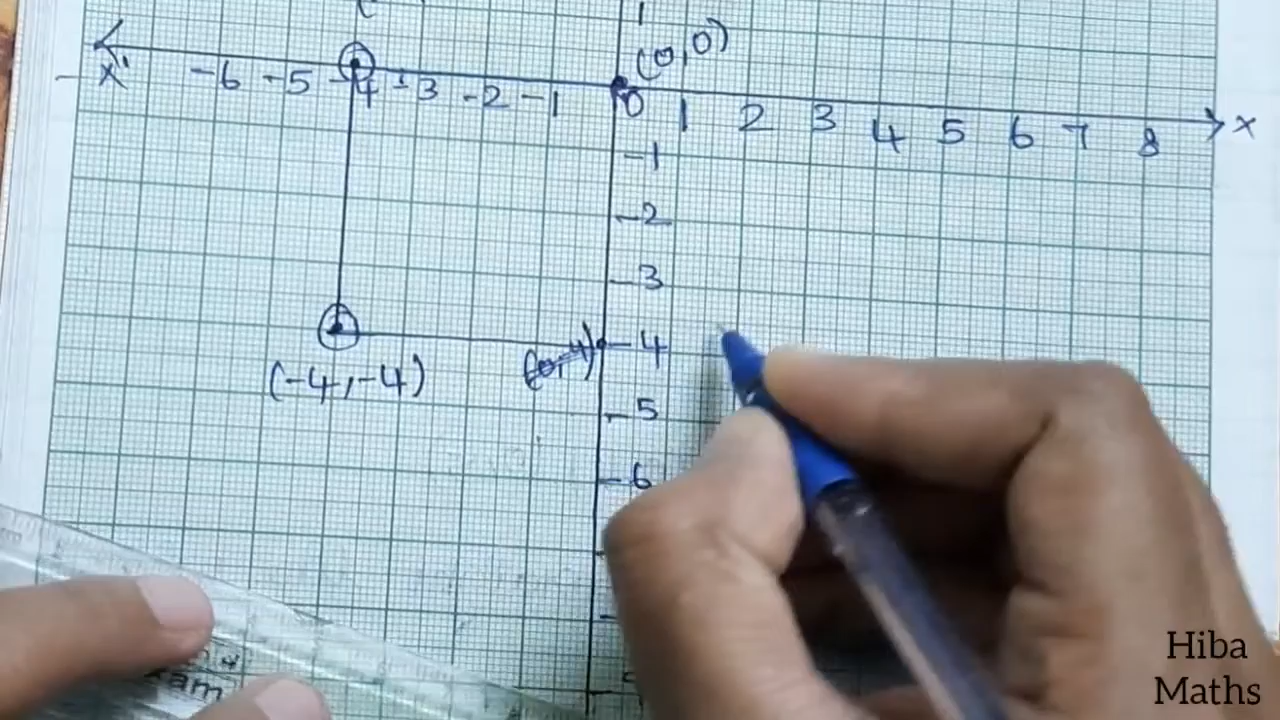 (0,0)
x' -6 -5 -4 -3 -2 -1 0 1 2 3 4 5 6 7 8 x
-1
-2
-3
-4
(-4,-4)
-5
-6
xam
Hiba
Maths